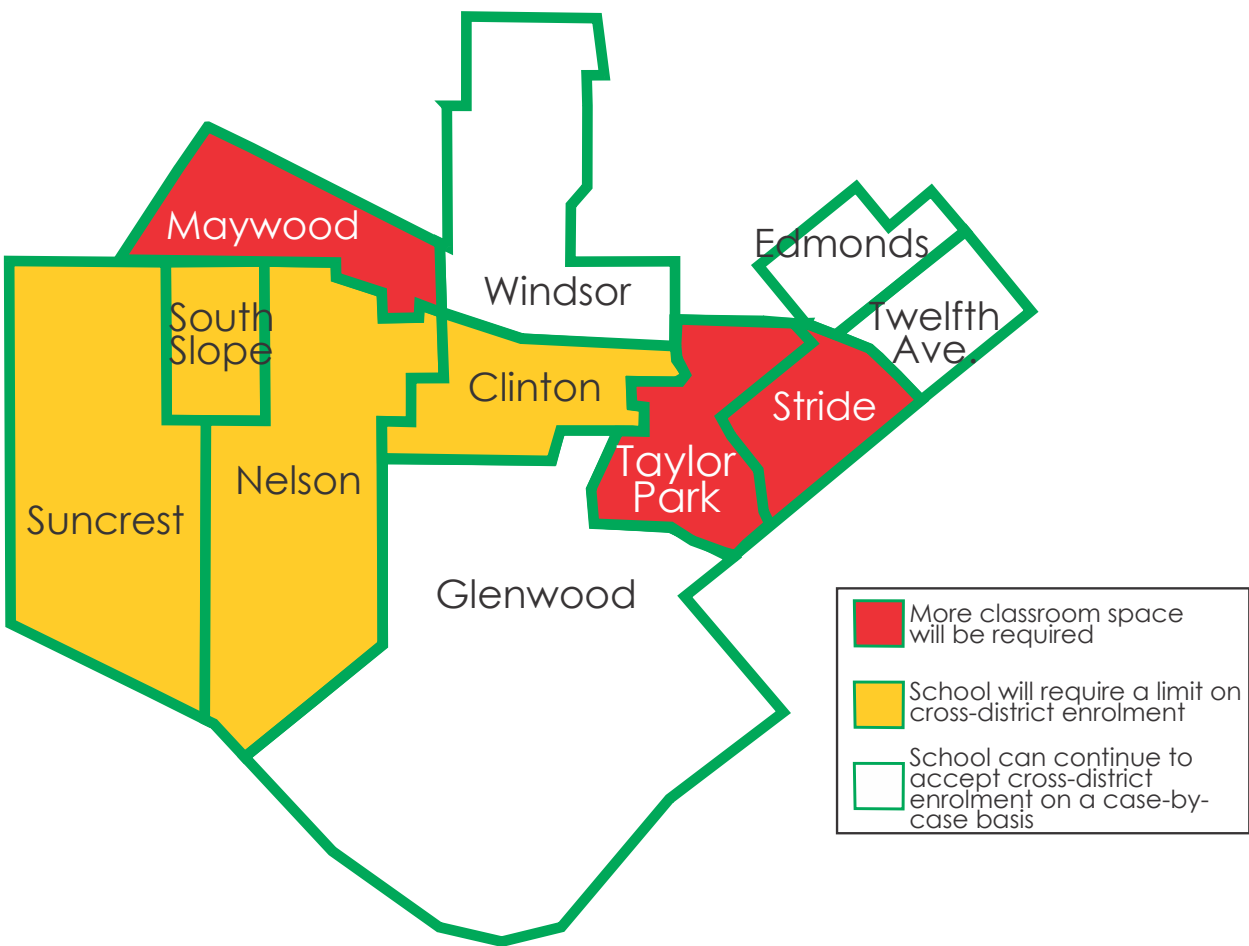 Maywood
Edmonds
Windsor
South
Slope
Twelfth
Ave.
Clinton
Stride
Taylor
Park
Nelson
Suncrest
Glenwood
More classroom space
will be required
School will require a limit on
cross-district enrolment
School can continue to
accept cross-district
enrolment on a case-by-
case basis